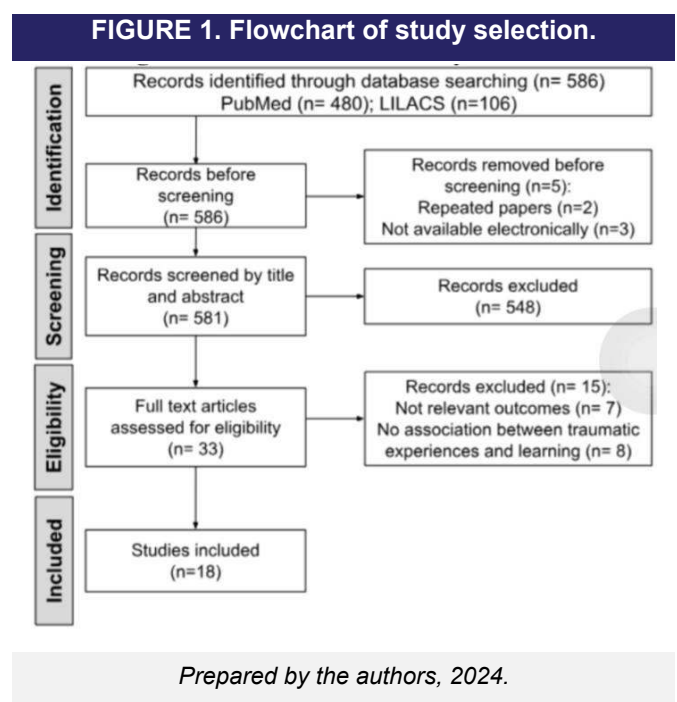 FIGURE 1. Flowchart of study selection.
Identification
Records identified through database searching (n= 586)
PubMed (n= 480); LILACS (n=106)
Records before
screening
(n= 586)
Records removed before
screening (n=5):
Repeated papers (n=2)
Not available electronically (n=3)
Screening
Records screened by title
and abstract
(n= 581)
Records excluded
(n= 548)
Eligibility
Full text articles
assessed for eligibility
(n= 33)
Records excluded (n= 15):
Not relevant outcomes (n= 7)
No association between traumatic
experiences and learning (n= 8)
Included
Studies included
(n=18)
Prepared by the authors, 2024.